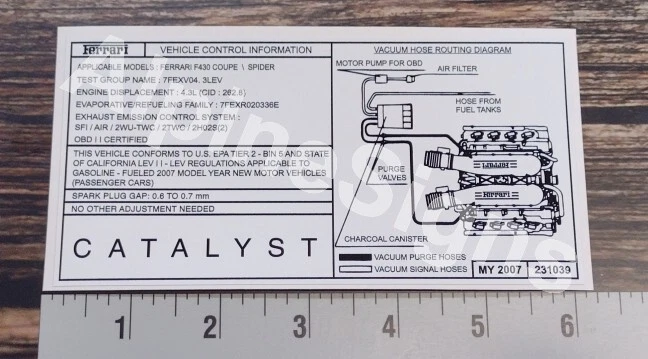 Ferrari VEHICLE CONTROL INFORMATION
APPLICABLE MODELS : FERRARI F430 COUPE \ SPIDER
TEST GROUP NAME : 7FEXV04. 3LEV
ENGINE DISPLACEMENT : 4.3L (CID : 262.8)
EVAPORATIVE/REFUELING FAMILY : 7FEXR020336E
EXHAUST EMISSION CONTROL SYSTEM :
SFI / AIR / 2WU-TWC / 2TWC / 2H02S(2)
OBD I I CERTIFIED
THIS VEHICLE CONFORMS TO U.S. EPA TIER 2 - BIN 5 AND STATE
OF CALIFORNIA LEV I I - LEV REGULATIONS APPLICABLE TO
GASOLINE - FUELED 2007 MODEL YEAR NEW MOTOR VEHICLES
(PASSENGER CARS)
SPARK PLUG GAP: 0.6 TO 0.7 mm
NO OTHER ADJUSTMENT NEEDED
CATALYST
VACUUM HOSE ROUTING DIAGRAM
MOTOR PUMP FOR OBD
AIR FILTER
HOSE FROM
FUEL TANKS
PURGE
VALVES
Ferrari
Ferrari
CHARCOAL CANISTER
VACUUM PURGE HOSES
VACUUM SIGNAL HOSES
MY 2007 231039
AlpineSigns
1 2 3 4 5 6